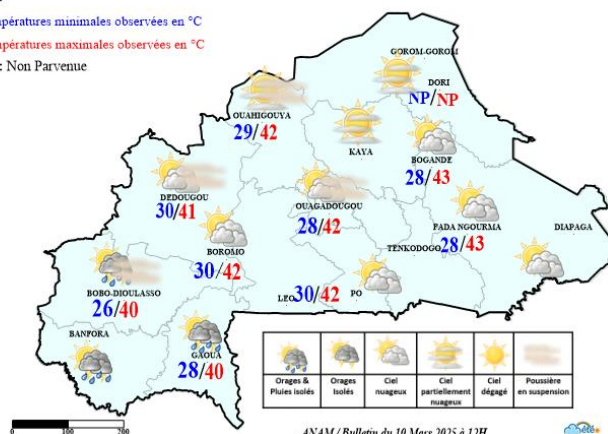 températures minimales observées en °C
températures maximales observées en °C
: Non Parvenue
GOROM-GOROM
DORI
NP/NP
OUAHIGOUYA
29/42
KAYA
BOGANDE
28/43
DEDOUGOU
30/41
OUAGADOUGOU
28/42
FADA NGOURMA
28/43
DIAPAGA
BOROMO
30/42
TENKODOGO
BOBO-DIOULASSO
26/40
LEO
30/42
PO
BANFORA
GAOUA
28/40
Orages & Pluies isolés
Orages Isolés
Ciel nuageux
Ciel partiellement nuageux
Ciel dégagé
Poussière en suspension
0 100 200
ANAM / Bulletin du 10 Mars 2025 à 12H